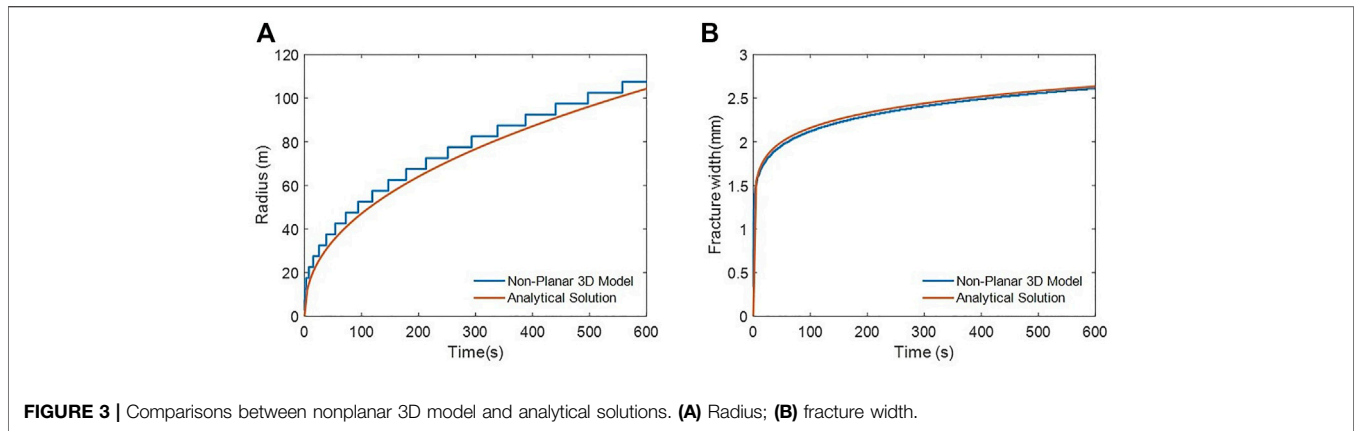 A
120
100
80
60
40
20
0
Radius (m)
0 100 200 300 400 500 600
Time(s)
Non-Planar 3D Model
Analytical Solution
B
3
2.5
2
1.5
1
0.5
0
Fracture width(mm)
0 100 200 300 400 500 600
Time (s)
Non-Planar 3D Model
Analytical Solution
FIGURE 3 | Comparisons between nonplanar 3D model and analytical solutions. (A) Radius; (B) fracture width.